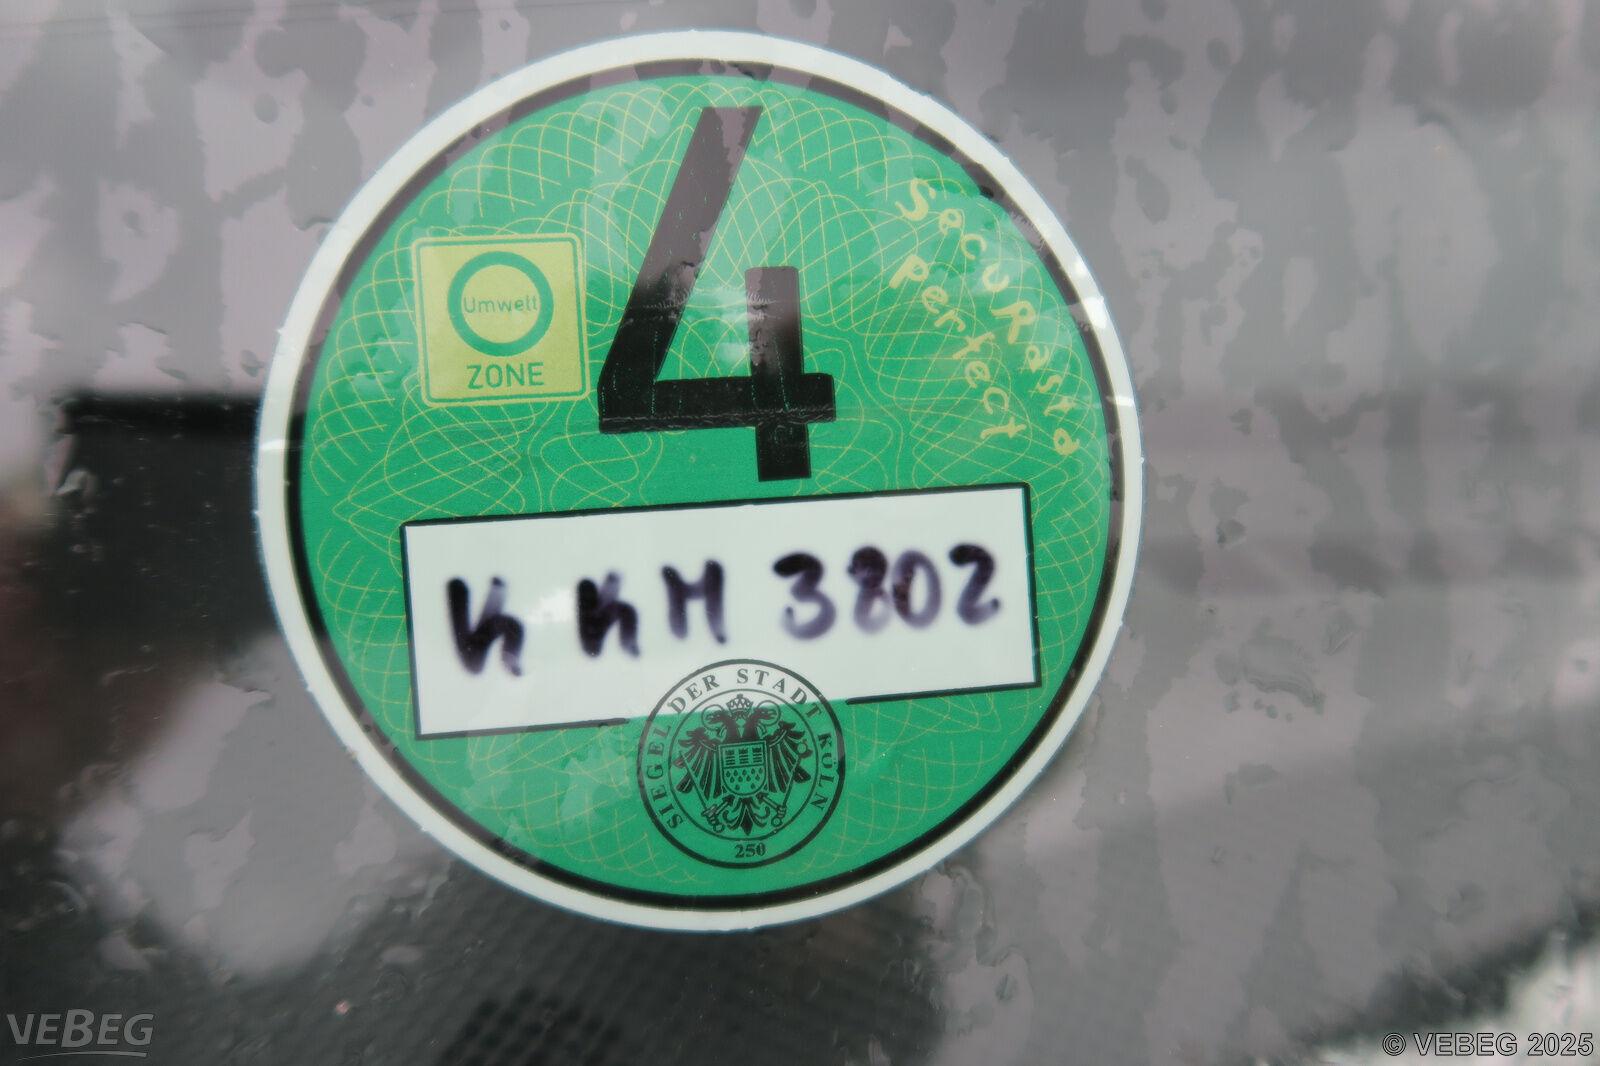 4
Umwelt
ZONE
SecuRasta
perfect
K KM 3802
SIEGEL DER STADT KÖLN
250
VEBEG
© VEBEG 2025